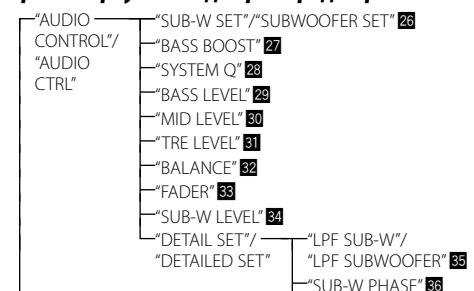 “AUDIO
CONTROL”/
“AUDIO
CTRL”
“SUB-W SET”/“SUBWOOFER SET” 26
“BASS BOOST” 27
“SYSTEM Q” 28
“BASS LEVEL” 29
“MID LEVEL” 30
“TRE LEVEL” 31
“BALANCE” 32
“FADER” 33
“SUB-W LEVEL” 34
“DETAIL SET”/
“DETAILED SET”
“LPF SUB-W”/
“LPF SUBWOOFER” 35
“SUB-W PHASE” 36